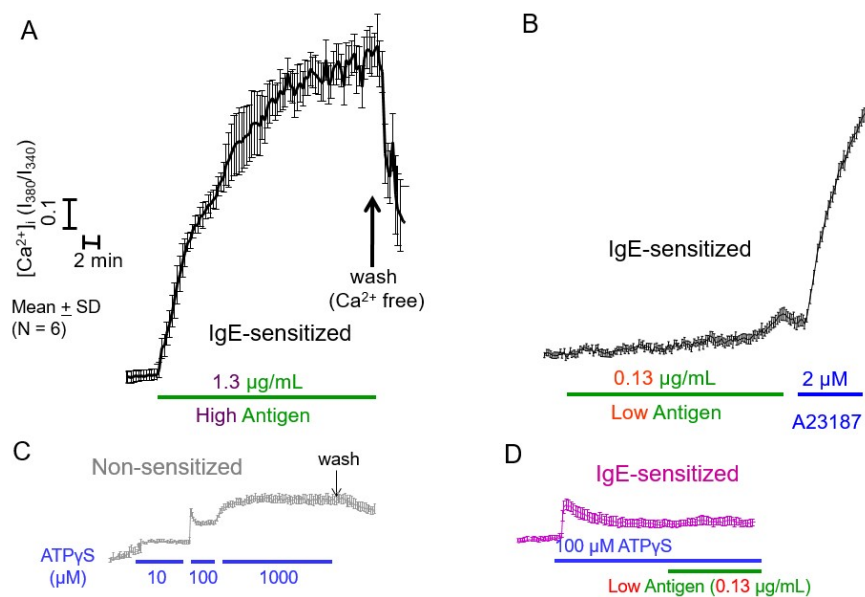 A
[Ca²⁺]ᵢ (I₃₈₀/I₃₄₀)
0.1
2 min
Mean ± SD
(N = 6)
wash
(Ca²⁺ free)
IgE-sensitized
1.3 µg/mL
High Antigen
B
IgE-sensitized
0.13 µg/mL
Low Antigen
2 µM
A23187
C
Non-sensitized
wash
ATPγS
(µM)
10
100
1000
D
IgE-sensitized
100 µM ATPγS
Low Antigen (0.13 µg/mL)